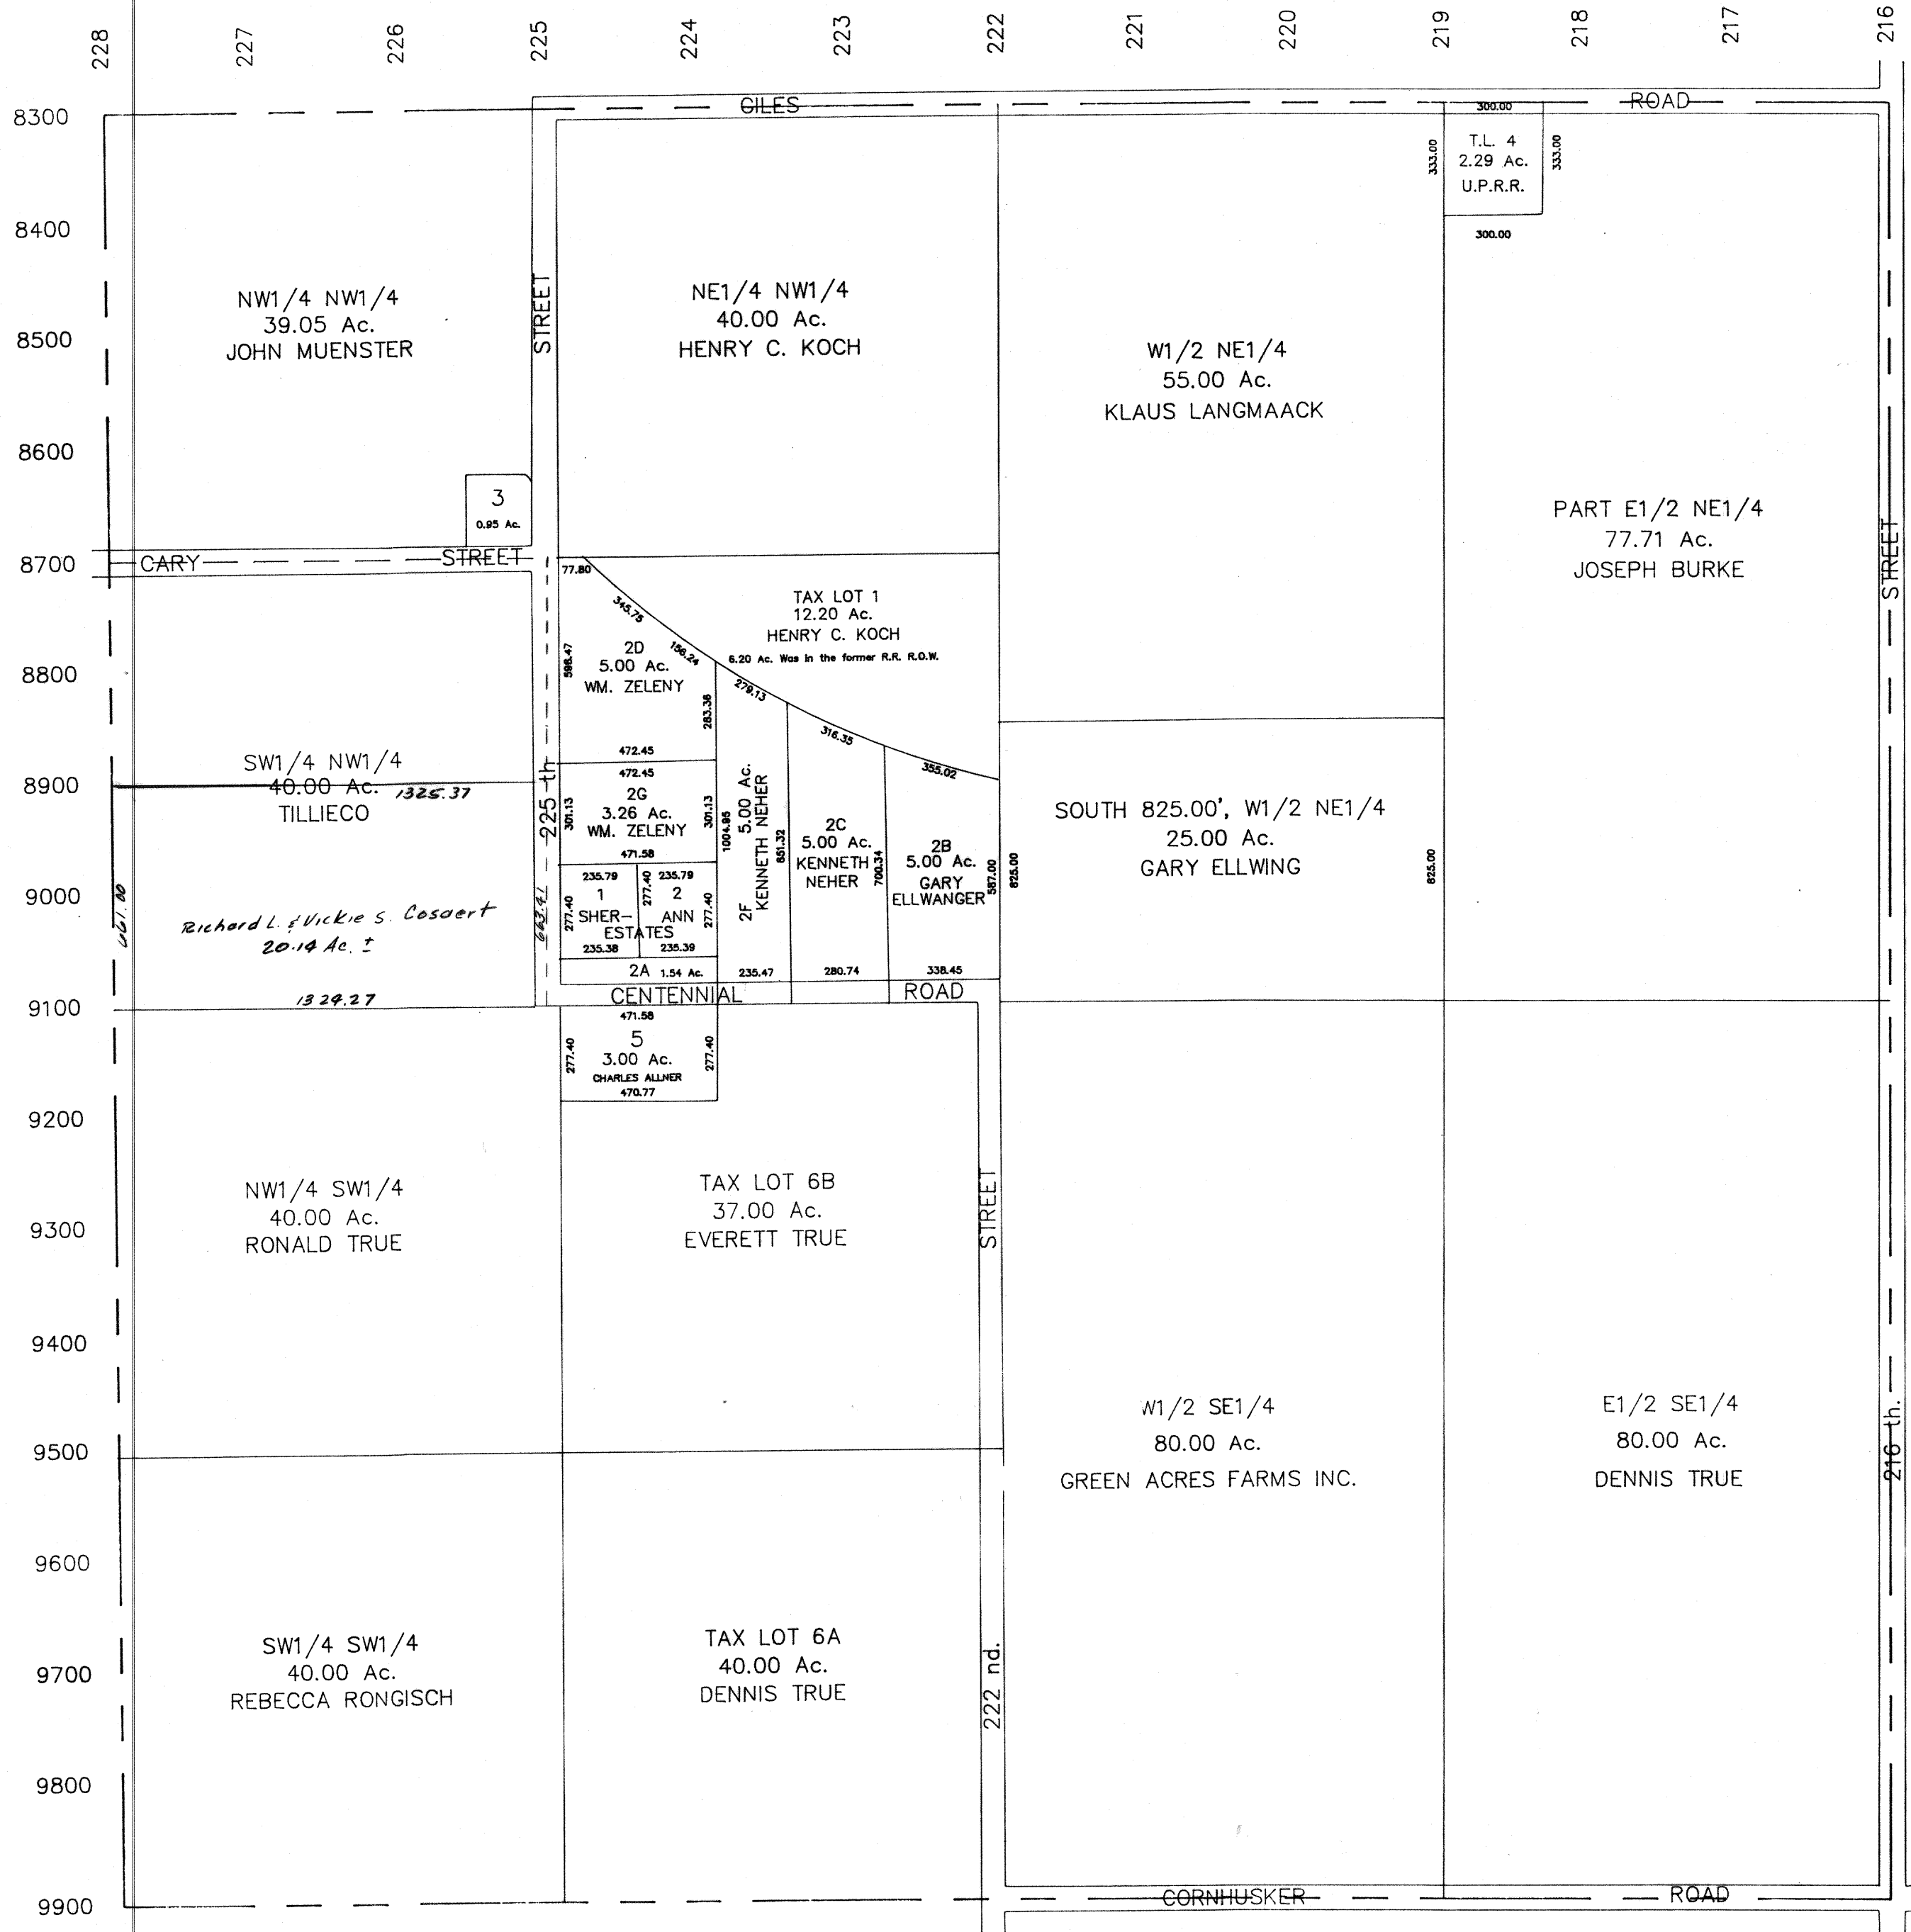 228
227
226
225
224
223
222
221
220
219
218
217
216
8300
8400
8500
8600
8700
8800
8900
9000
9100
9200
9300
9400
9500
9600
9700
9800
9900
GILES
ROAD
NW1/4 NW1/4
39.05 Ac.
JOHN MUENSTER
3
0.95 Ac.
STREET
NE1/4 NW1/4
40.00 Ac.
HENRY C. KOCH
W1/2 NE1/4
55.00 Ac.
KLAUS LANGMAACK
300.00
333.00
T.L. 4
2.29 Ac.
U.P.R.R.
333.00
300.00
PART E1/2 NE1/4
77.71 Ac.
JOSEPH BURKE
STREET
CARY
STREET
77.80
345.75
156.24
279.13
316.35
355.02
TAX LOT 1
12.20 Ac.
HENRY C. KOCH
6.20 Ac. Was in the former R.R. R.O.W.
598.47
2D
5.00 Ac.
WM. ZELENY
283.36
472.45
472.45
301.13
2G
3.26 Ac.
WM. ZELENY
301.13
471.58
225 th
235.79
235.79
277.40
1
277.40
2
277.40
SHER-
ANN
ESTATES
235.38
235.39
2A 1.54 Ac.
1004.95
2F 5.00 Ac.
KENNETH NEHER
851.32
235.47
2C
5.00 Ac.
KENNETH
NEHER
700.34
280.74
2B
5.00 Ac.
GARY
ELLWANGER
587.00
338.45
825.00
SOUTH 825.00', W1/2 NE1/4
25.00 Ac.
GARY ELLWING
825.00
SW1/4 NW1/4
40.00 Ac.
1325.37
TILLIECO
661.00
Richard L. & Vickie S. Cosaert
20.14 Ac. ±
663.41
1324.27
CENTENNIAL
ROAD
471.58
277.40
5
3.00 Ac.
CHARLES ALLNER
277.40
470.77
NW1/4 SW1/4
40.00 Ac.
RONALD TRUE
TAX LOT 6B
37.00 Ac.
EVERETT TRUE
STREET
222 nd.
W1/2 SE1/4
80.00 Ac.
GREEN ACRES FARMS INC.
E1/2 SE1/4
80.00 Ac.
DENNIS TRUE
216 th.
SW1/4 SW1/4
40.00 Ac.
REBECCA RONGISCH
TAX LOT 6A
40.00 Ac.
DENNIS TRUE
CORNHUSKER
ROAD